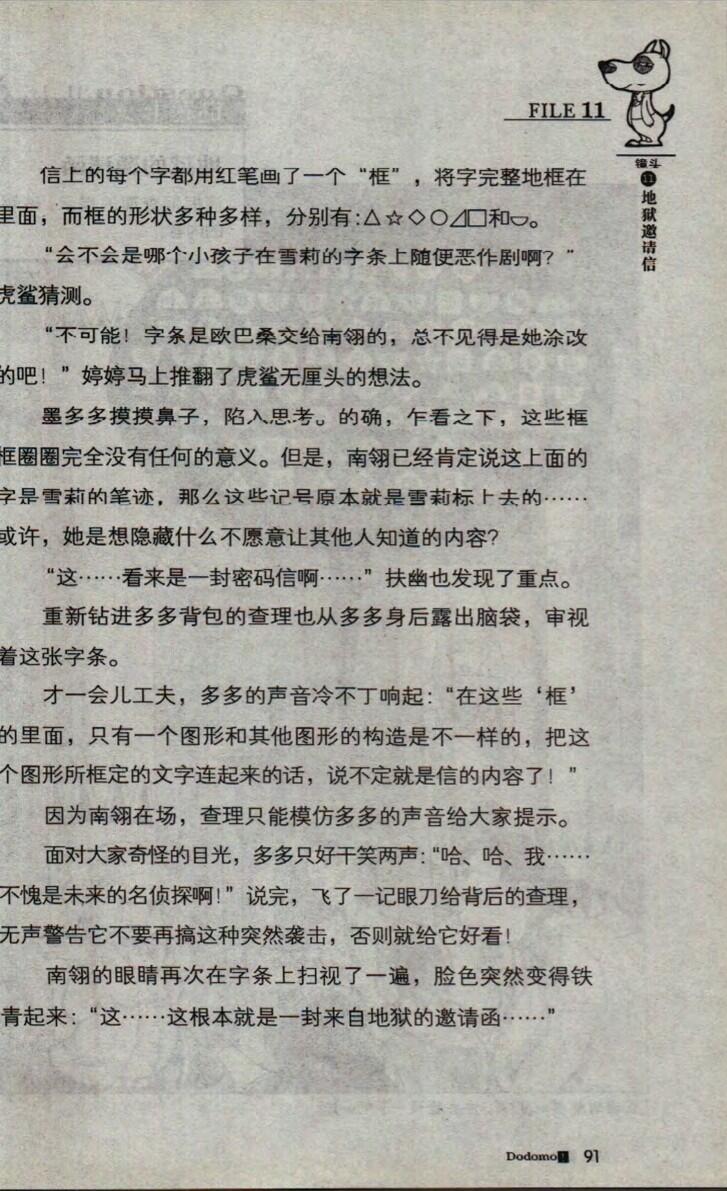 FILE 11
镜头
⑪地狱邀请信
信上的每个字都用红笔画了一个“框”，将字完整地框在
里面，而框的形状多种多样，分别有：△☆◇○⊿□和◡。
“会不会是哪个小孩子在雪莉的字条上随便恶作剧啊？”
虎鲨猜测。
“不可能！字条是欧巴桑交给南翎的，总不见得是她涂改
的吧！”婷婷马上推翻了虎鲨无厘头的想法。
墨多多摸摸鼻子，陷入思考。的确，乍看之下，这些框
框圈圈完全没有任何的意义。但是，南翎已经肯定说这上面的
字是雪莉的笔迹，那么这些记号原本就是雪莉标上去的……
或许，她是想隐藏什么不愿意让其他人知道的内容？
“这……看来是一封密码信啊……”扶幽也发现了重点。
重新钻进多多背包的查理也从多多身后露出脑袋，审视
着这张字条。
才一会儿工夫，多多的声音冷不丁响起：“在这些‘框’
的里面，只有一个图形和其他图形的构造是不一样的，把这
个图形所框定的文字连起来的话，说不定就是信的内容了！”
因为南翎在场，查理只能模仿多多的声音给大家提示。
面对大家奇怪的目光，多多只好干笑两声：“哈、哈、我……
不愧是未来的名侦探啊！”说完，飞了一记眼刀给背后的查理，
无声警告它不要再搞这种突然袭击，否则就给它好看！
南翎的眼睛再次在字条上扫视了一遍，脸色突然变得铁
青起来：“这……这根本就是一封来自地狱的邀请函……”
Dodomo! 91